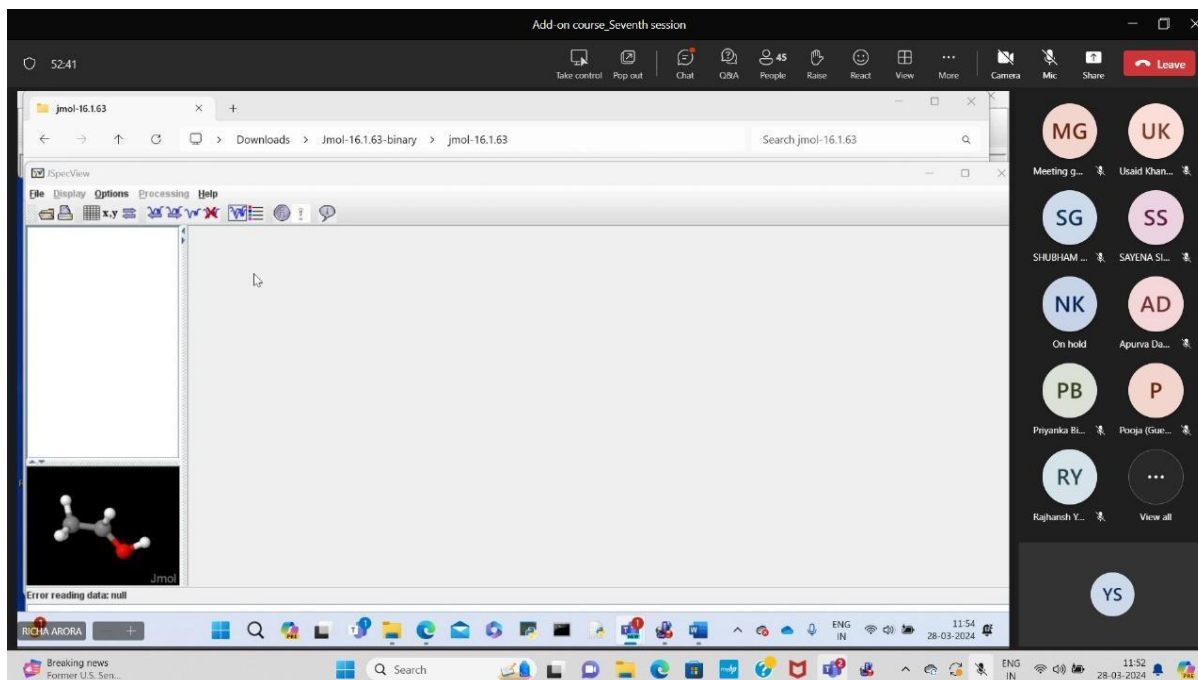 Add-on course_Seventh session
52:41
Take control
Pop out
Chat
Q&A
45
People
Raise
React
View
More
Camera
Mic
Share
Leave
jmol-16.1.63
Downloads > Jmol-16.1.63-binary > jmol-16.1.63
Search jmol-16.1.63
JSpecView
File Display Options Processing Help
x,y
Jmol
Error reading data: null
RICHA ARORA
ENG
IN
11:54
28-03-2024
MG
Meeting g...
UK
Usaid Khan...
SG
SHUBHAM ...
SS
SAYENA SI...
NK
On hold
AD
Apurva Da...
PB
Priyanka Bi...
P
Pooja (Gue...
RY
Rajhansh Y...
View all
YS
Breaking news
Former U.S. Sen...
Search
ENG
IN
11:52
28-03-2024